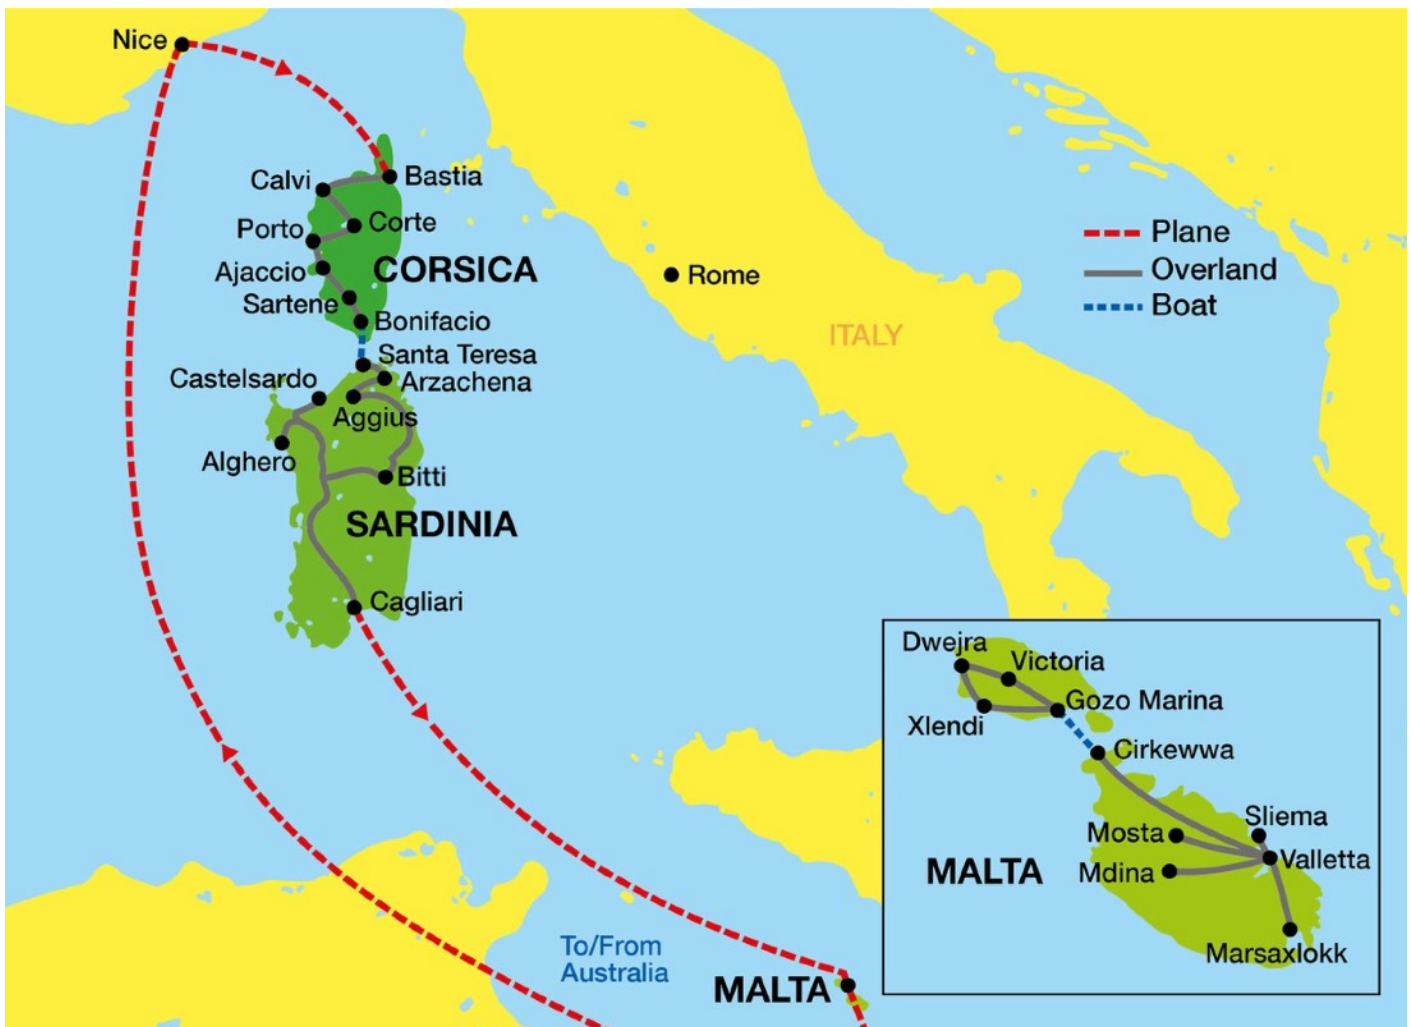 Nice
Calvi
Bastia
Porto
Corte
Ajaccio
CORSICA
Sartene
Bonifacio
Santa Teresa
Castelsardo
Arzachena
Aggius
Alghero
Bitti
SARDINIA
Cagliari
Rome
ITALY
Plane
Overland
Boat
To/From
Australia
MALTA
Dwejra
Victoria
Gozo Marina
Xlendi
Cirkewwa
Sliema
Mosta
Valletta
Mdina
MALTA
Marsaxlokk